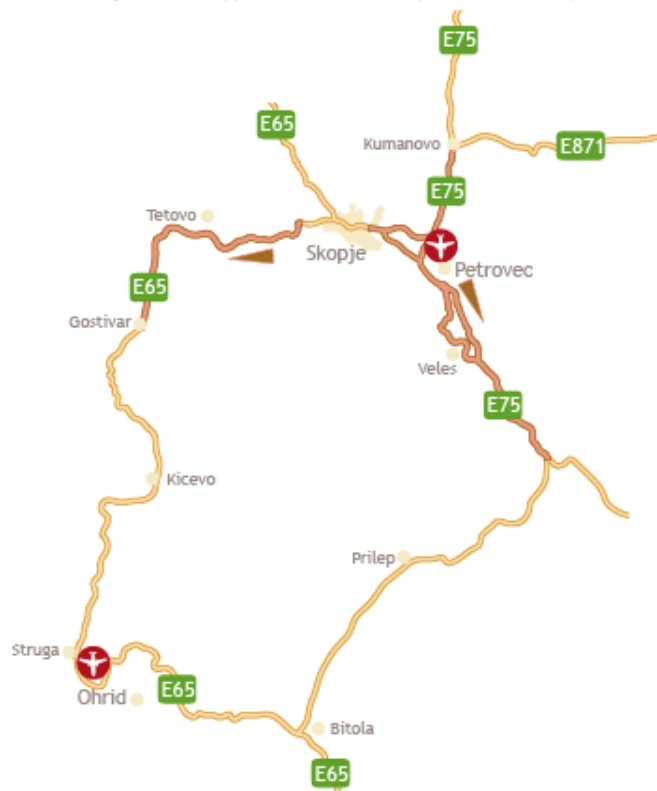 E75
E65
Kumanovo
E871
E75
Tetovo
Skopje
Petrovec
E65
Gostivar
Veles
E75
Kicevo
Prilep
Struga
Ohrid
E65
Bitola
E65